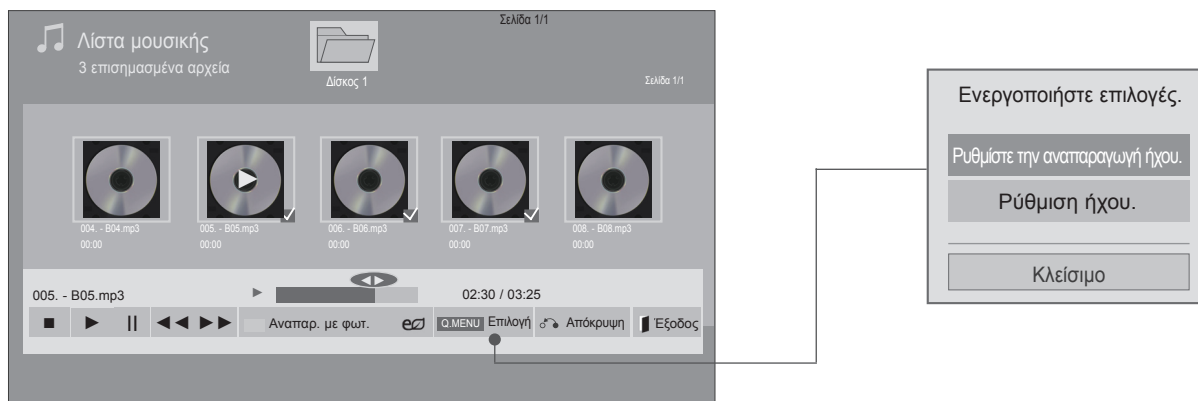 Σελίδα 1/1
Λίστα μουσικής
3 επισημασμένα αρχεία
Δίσκος 1
Σελίδα 1/1
004. - B04.mp3
00:00
005. - B05.mp3
00:00
006. - B06.mp3
00:00
007. - B07.mp3
00:00
008. - B08.mp3
00:00
005. - B05.mp3
02:30 / 03:25
Αναπαρ. με φωτ.
Q.MENU Επιλογή
Απόκρυψη
Έξοδος
Ενεργοποιήστε επιλογές.
Ρυθμίστε την αναπαραγωγή ήχου.
Ρύθμιση ήχου.
Κλείσιμο